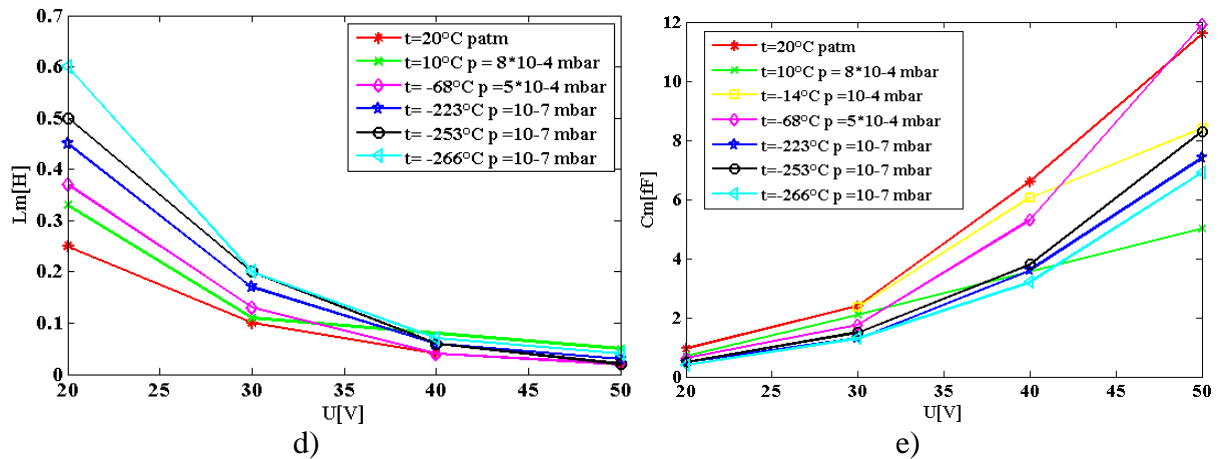 0.7
0.6
0.5
0.4
0.3
0.2
0.1
0
Lm[H]
20
25
30
35
40
45
50
U[V]
t=20°C patm
t=10°C p = 8*10-4 mbar
t= -68°C p =5*10-4 mbar
t= -223°C p =10-7 mbar
t= -253°C p =10-7 mbar
t= -266°C p =10-7 mbar
d)
12
10
8
6
4
2
0
Cm[fF]
20
25
30
35
40
45
50
U[V]
t=20°C patm
t=10°C p = 8*10-4 mbar
t=-14°C p =10-4 mbar
t=-68°C p =5*10-4 mbar
t=-223°C p =10-7 mbar
t=-253°C p =10-7 mbar
t=-266°C p =10-7 mbar
e)